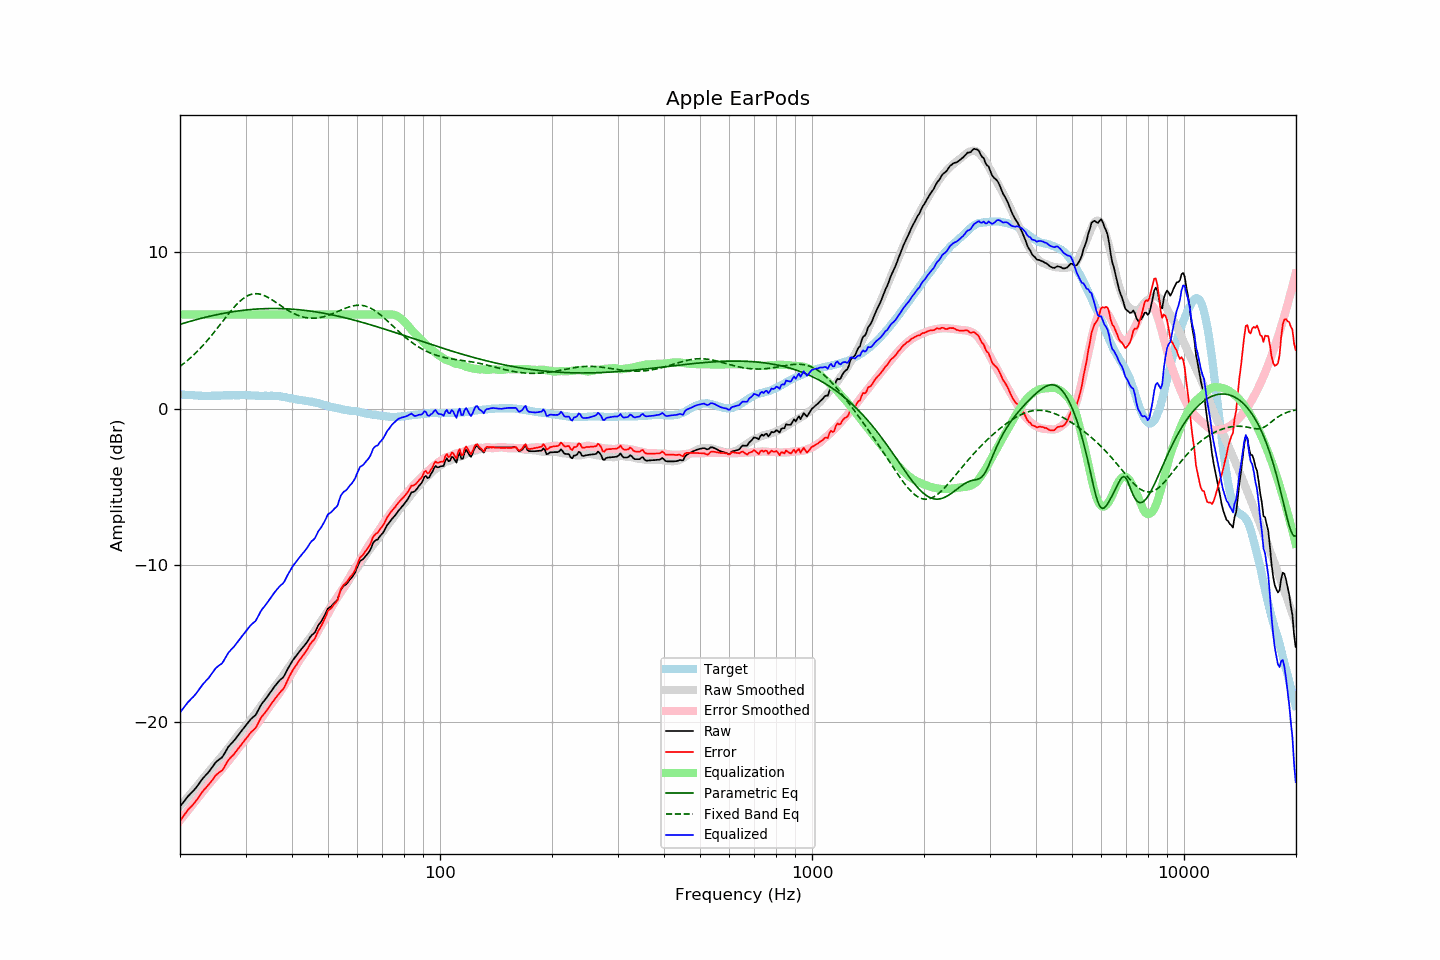 Apple EarPods
Amplitude (dBr)
10
0
−10
−20
Target
Raw Smoothed
Error Smoothed
Raw
Error
Equalization
Parametric Eq
Fixed Band Eq
Equalized
100 1000 10000
Frequency (Hz)